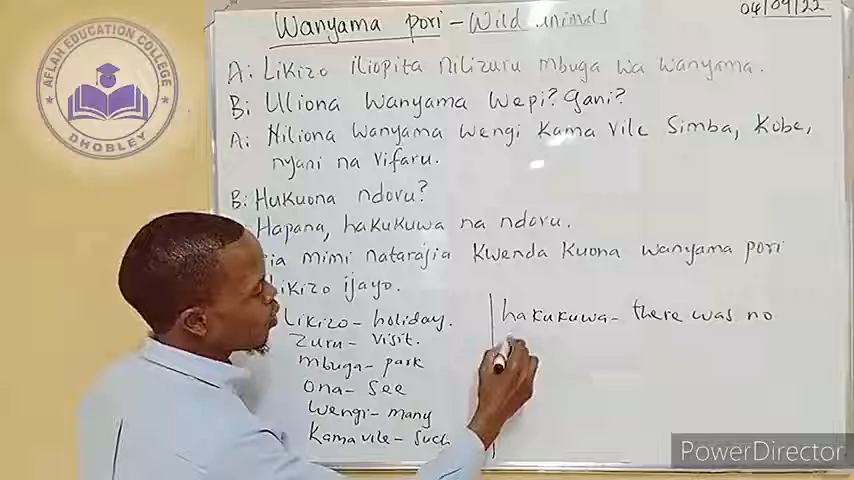 04/09/22
Wanyama pori - Wild animals
A: Likizo iliopita nilizuru mbuga wa wanyama.
B: Uliona wanyama wepi? gani?
A: Niliona wanyama wengi kama vile Simba, Kobe,
nyani na vifaru.
B: Hukuona ndovu?
Hapana, hakukuwa na ndovu.
mimi natarajia kwenda kuona wanyama pori
likizo ijayo.
Likizo - holiday.
Zuru - visit.
mbuga - park
Ona - see
Wengi - many
Kama vile - such
hakukuwa - there was no
AFLAH EDUCATION COLLEGE
DHOBLEY
PowerDirector